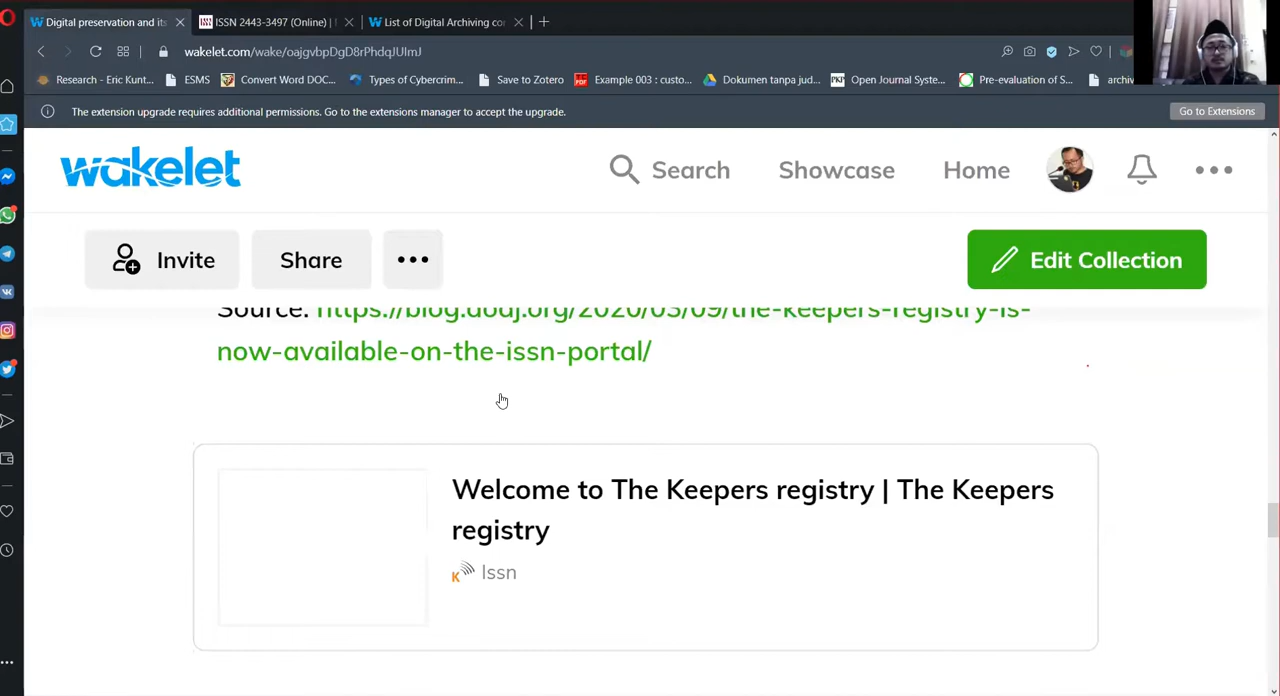 Digital preservation and its
ISSN 2443-3497 (Online) |
List of Digital Archiving co
wakelet.com/wake/oajgvbpDgD8rPhdqJUlmJ
Research - Eric Kunt...
ESMS
Convert Word DOC...
Types of Cybercrim...
Save to Zotero
Example 003 : custo...
Dokumen tanpa jud...
Open Journal Syste...
Pre-evaluation of S...
archiv
The extension upgrade requires additional permissions. Go to the extensions manager to accept the upgrade.
Go to Extensions
wakelet
Search
Showcase
Home
Invite
Share
Edit Collection
Source: https://blog.doaj.org/2020/03/09/the-keepers-registry-is-
now-available-on-the-issn-portal/
Welcome to The Keepers registry | The Keepers
registry
Issn